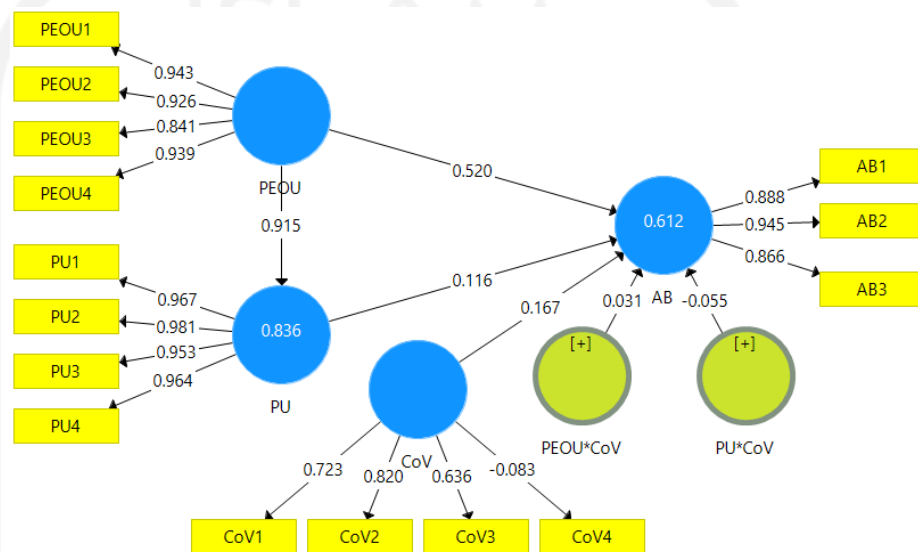 PEOU1
PEOU2
PEOU3
PEOU4
0.943
0.926
0.841
0.939
PEOU
0.520
0.915
AB1
AB2
AB3
0.888
0.945
0.866
0.612
AB
PU1
PU2
PU3
PU4
0.967
0.981
0.953
0.964
0.836
PU
0.116
0.167
0.031
-0.055
[+]
[+]
PEOU*CoV
PU*CoV
CoV
0.723
0.820
0.636
-0.083
CoV1
CoV2
CoV3
CoV4